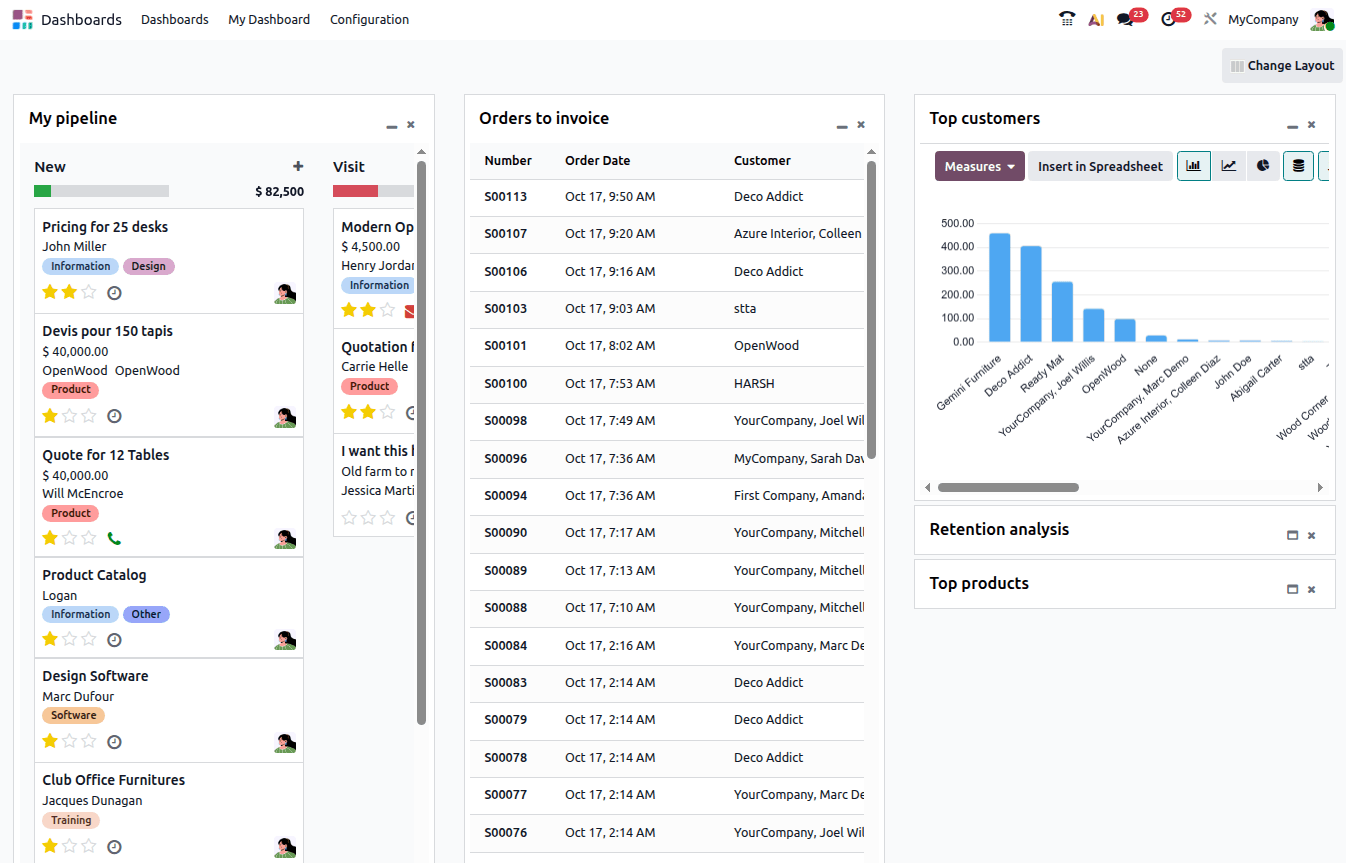 Dashboards Dashboards My Dashboard Configuration AI 23 52 MyCompany
Change Layout
My pipeline
New
$ 82,500
Pricing for 25 desks
John Miller
Information Design
Devis pour 150 tapis
$ 40,000.00
OpenWood OpenWood
Product
Quote for 12 Tables
$ 40,000.00
Will McEncroe
Product
Product Catalog
Logan
Information Other
Design Software
Marc Dufour
Software
Club Office Furnitures
Jacques Dunagan
Training
Visit
Modern Op
$ 4,500.00
Henry Jordan
Information
Quotation f
Carrie Helle
Product
I want this
Old farm to
Jessica Marti
Orders to invoice
Number Order Date Customer
S00113 Oct 17, 9:50 AM Deco Addict
S00107 Oct 17, 9:20 AM Azure Interior, Colleen
S00106 Oct 17, 9:16 AM Deco Addict
S00103 Oct 17, 9:03 AM stta
S00101 Oct 17, 8:02 AM OpenWood
S00100 Oct 17, 7:53 AM HARSH
S00098 Oct 17, 7:49 AM YourCompany, Joel Wil
S00096 Oct 17, 7:36 AM MyCompany, Sarah Dav
S00094 Oct 17, 7:36 AM First Company, Amanda
S00090 Oct 17, 7:17 AM YourCompany, Mitchell
S00089 Oct 17, 7:13 AM YourCompany, Mitchell
S00088 Oct 17, 7:10 AM YourCompany, Mitchell
S00084 Oct 17, 2:16 AM YourCompany, Marc De
S00083 Oct 17, 2:14 AM Deco Addict
S00079 Oct 17, 2:14 AM Deco Addict
S00078 Oct 17, 2:14 AM Deco Addict
S00077 Oct 17, 2:14 AM YourCompany, Marc De
S00076 Oct 17, 2:14 AM YourCompany, Joel Wil
Top customers
Measures Insert in Spreadsheet
500.00
400.00
300.00
200.00
100.00
0.00
Gemini Furniture
Deco Addict
Ready Mat
YourCompany, Joel Willis
OpenWood
None
YourCompany, Marc Demo
Azure Interior, Colleen Diaz
John Doe
Abigail Carter
stta
Wood Corner
Wood
Retention analysis
Top products